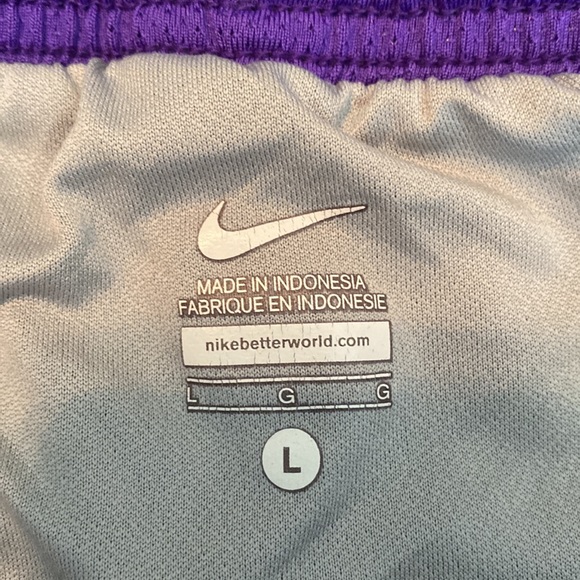 MADE IN INDONESIA
FABRIQUE EN INDONESIE
nikebetterworld.com
L G G
L